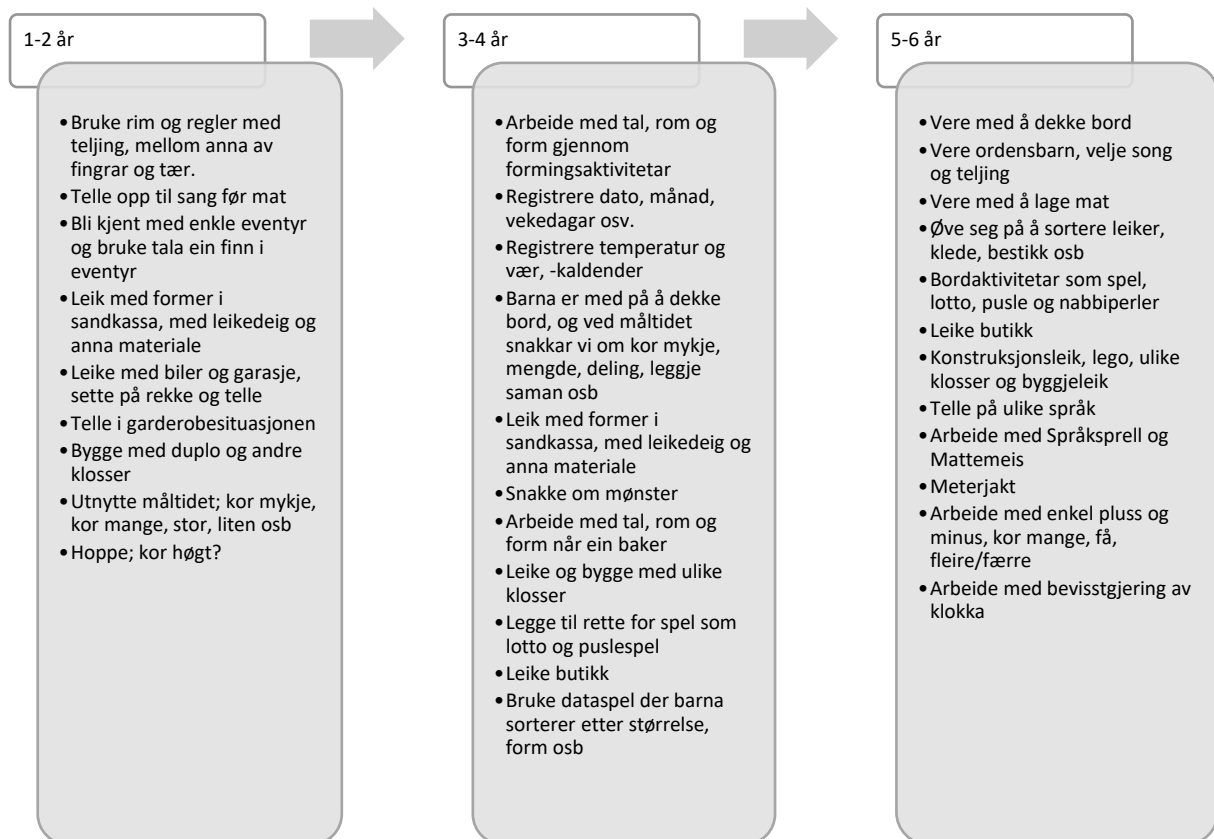 1-2 år
•Bruke rim og regler med
teljing, mellom anna av
fingrar og tær.
•Telle opp til sang før mat
•Bli kjent med enkle eventyr
og bruke tala ein finn i
eventyr
•Leik med former i
sandkassa, med leikedeig og
anna materiale
•Leike med biler og garasje,
sette på rekke og telle
•Telle i garderobesituasjonen
•Bygge med duplo og andre
klosser
•Utnytte måltidet; kor mykje,
kor mange, stor, liten osb
•Hoppe; kor høgt?
3-4 år
•Arbeide med tal, rom og
form gjennom
formingsaktivitetar
•Registrere dato, månad,
vekedagar osv.
•Registrere temperatur og
vær, -kaldender
•Barna er med på å dekke
bord, og ved måltidet
snakkar vi om kor mykje,
mengde, deling, leggje
saman osb
•Leik med former i
sandkassa, med leikedeig og
anna materiale
•Snakke om mønster
•Arbeide med tal, rom og
form når ein baker
•Leike og bygge med ulike
klosser
•Legge til rette for spel som
lotto og puslespel
•Leike butikk
•Bruke dataspel der barna
sorterer etter størrelse,
form osb
5-6 år
•Vere med å dekke bord
•Vere ordensbarn, velje song
og teljing
•Vere med å lage mat
•Øve seg på å sortere leiker,
klede, bestikk osb
•Bordaktivitetar som spel,
lotto, pusle og nabbiperler
•Leike butikk
•Konstruksjonsleik, lego, ulike
klosser og byggjeleik
•Telle på ulike språk
•Arbeide med Språksprell og
Mattemeis
•Meterjakt
•Arbeide med enkel pluss og
minus, kor mange, få,
fleire/færre
•Arbeide med bevisstgjering av
klokka